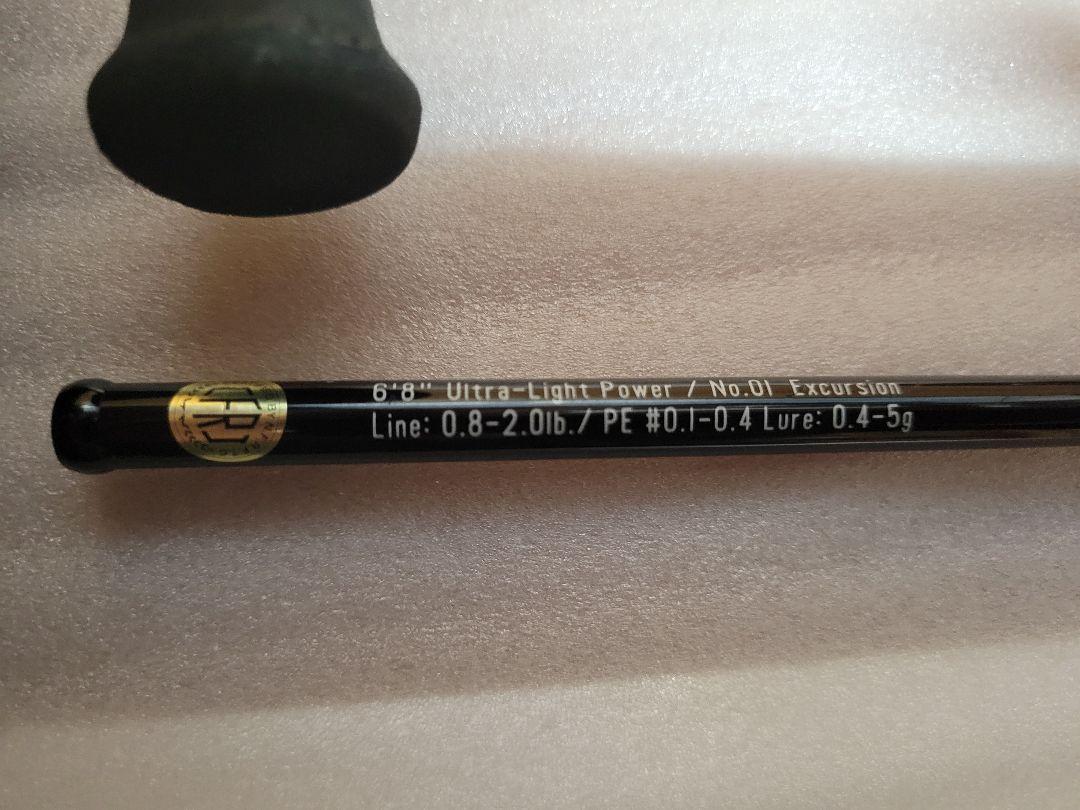 6'8" Ultra-Light Power / No.01 Excursion
Line: 0.8-2.0lb./ PE #0.1-0.4 Lure: 0.4-5g